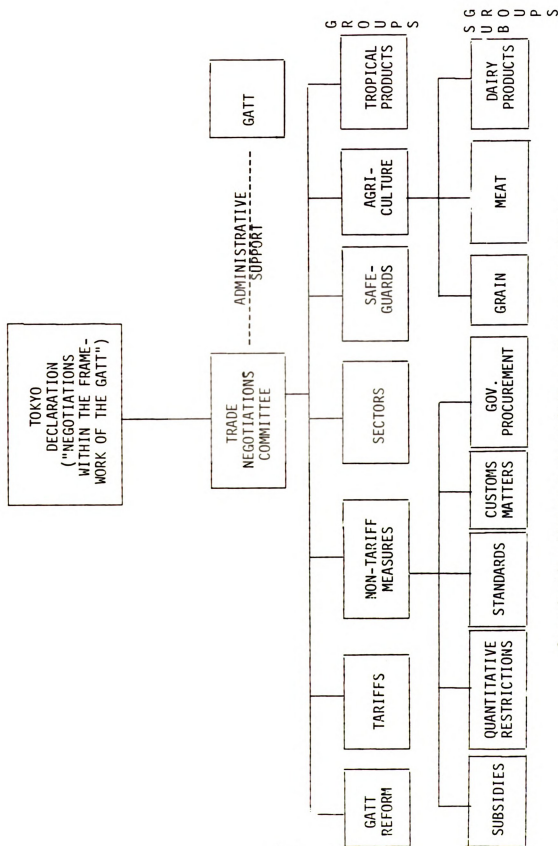 TOKYO
DECLARATION
("NEGOTIATIONS
WITHIN THE FRAME-
WORK OF THE GATT")
TRADE
NEGOTIATIONS
COMMITTEE
ADMINISTRATIVE
SUPPORT
GATT
GATT
REFORM
TARIFFS
NON-TARIFF
MEASURES
SECTORS
SAFE-
GUARDS
AGRI-
CULTURE
TROPICAL
PRODUCTS
GROUPS
SUBSIDIES
QUANTITATIVE
RESTRICTIONS
STANDARDS
CUSTOMS
MATTERS
GOV.
PROCUREMENT
GRAIN
MEAT
DAIRY
PRODUCTS
SUB
GROUPS